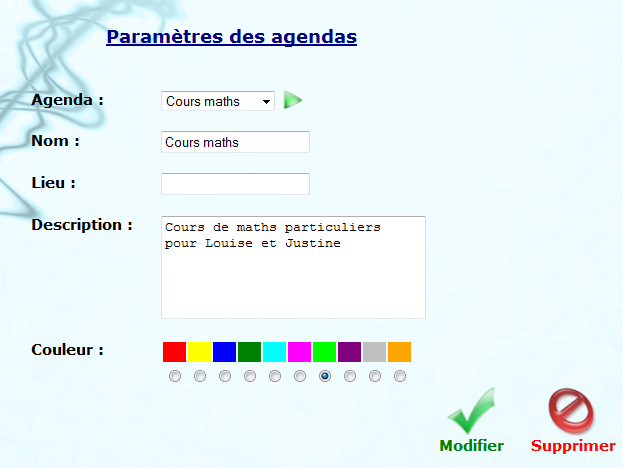 Paramètres des agendas
Agenda : Cours maths
Nom : Cours maths
Lieu :
Description : Cours de maths particuliers
pour Louise et Justine
Couleur :
Modifier Supprimer